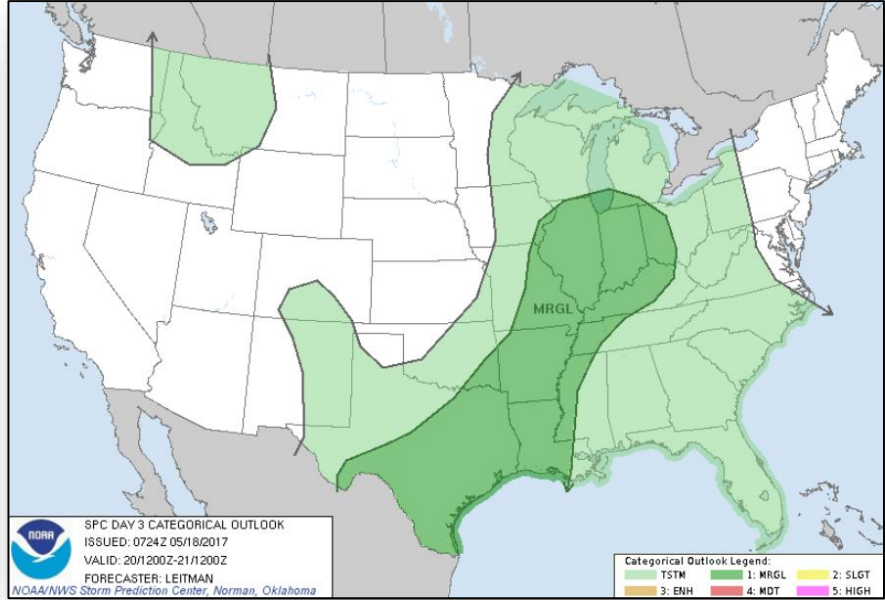 MRGL
NOAA
SPC DAY 3 CATEGORICAL OUTLOOK
ISSUED: 0724Z 05/18/2017
VALID: 20/1200Z-21/1200Z
FORECASTER: LEITMAN
NOAA/NWS Storm Prediction Center, Norman, Oklahoma
Categorical Outlook Legend:
TSTM 1: MRGL 2: SLGT
3: ENH 4: MDT 5: HIGH